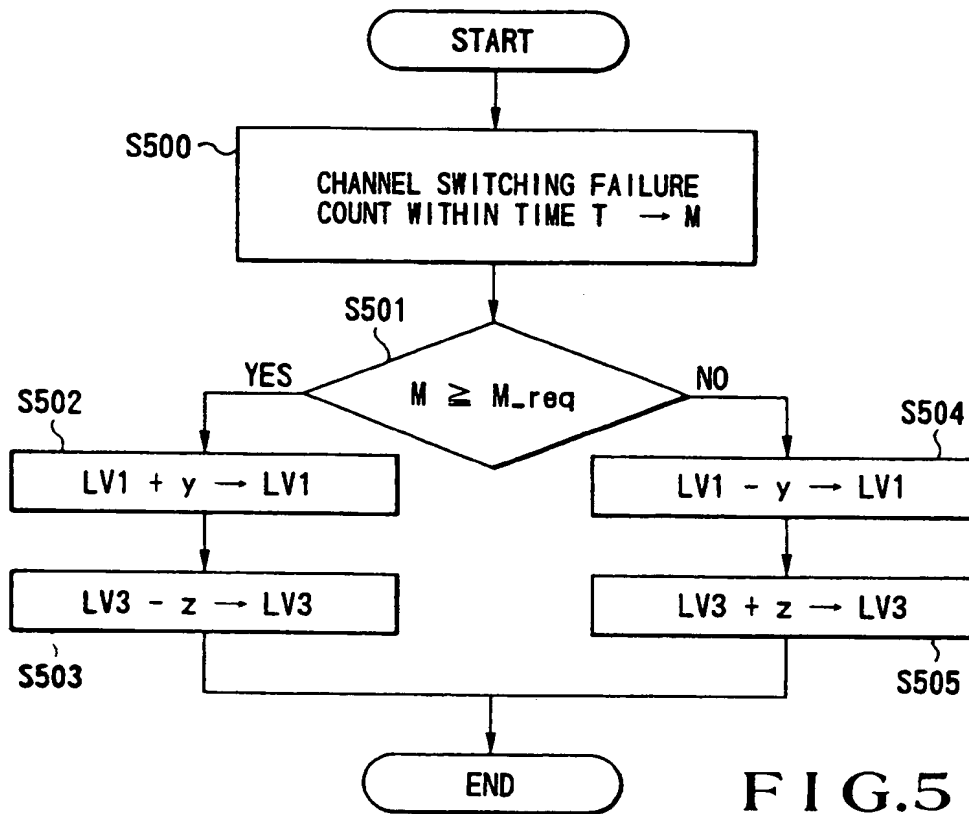 START
S500
CHANNEL SWITCHING FAILURE
COUNT WITHIN TIME T → M
S501
YES
M ≧ M_req
NO
S502
LV1 + y → LV1
S504
LV1 - y → LV1
LV3 - z → LV3
S503
LV3 + z → LV3
S505
END
FIG.5